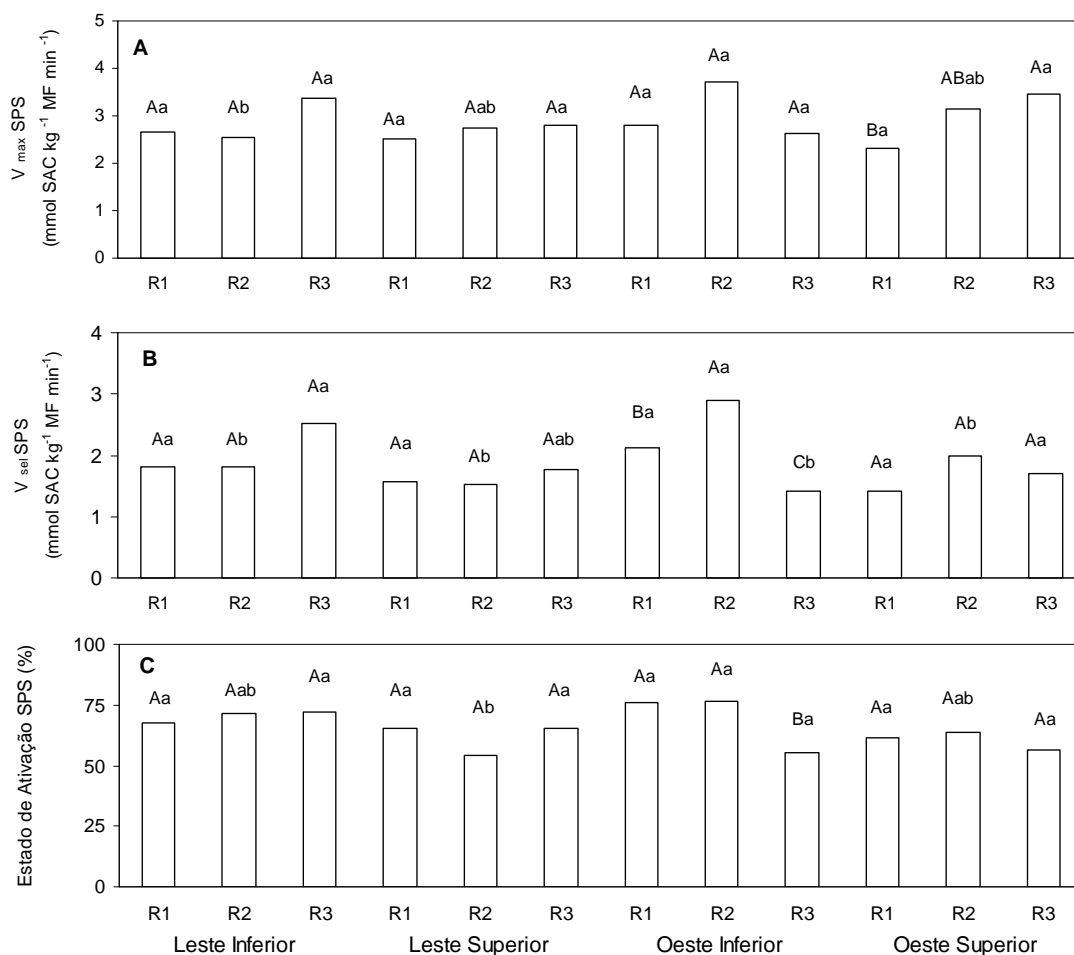 A
V max SPS
(mmol SAC kg -1 MF min -1)
5
4
3
2
1
0
Aa Ab Aa Aa Aab Aa Aa Aa Aa Ba ABab Aa
R1 R2 R3 R1 R2 R3 R1 R2 R3 R1 R2 R3
B
V sel SPS
(mmol SAC kg-1 MF min-1)
4
3
2
1
0
Aa Ab Aa Aa Ab Aab Ba Aa Cb Aa Ab Aa
R1 R2 R3 R1 R2 R3 R1 R2 R3 R1 R2 R3
C
Estado de Ativação SPS (%)
100
75
50
25
0
Aa Aab Aa Aa Ab Aa Aa Aa Ba Aa Aab Aa
R1 R2 R3 R1 R2 R3 R1 R2 R3 R1 R2 R3
Leste Inferior Leste Superior Oeste Inferior Oeste Superior